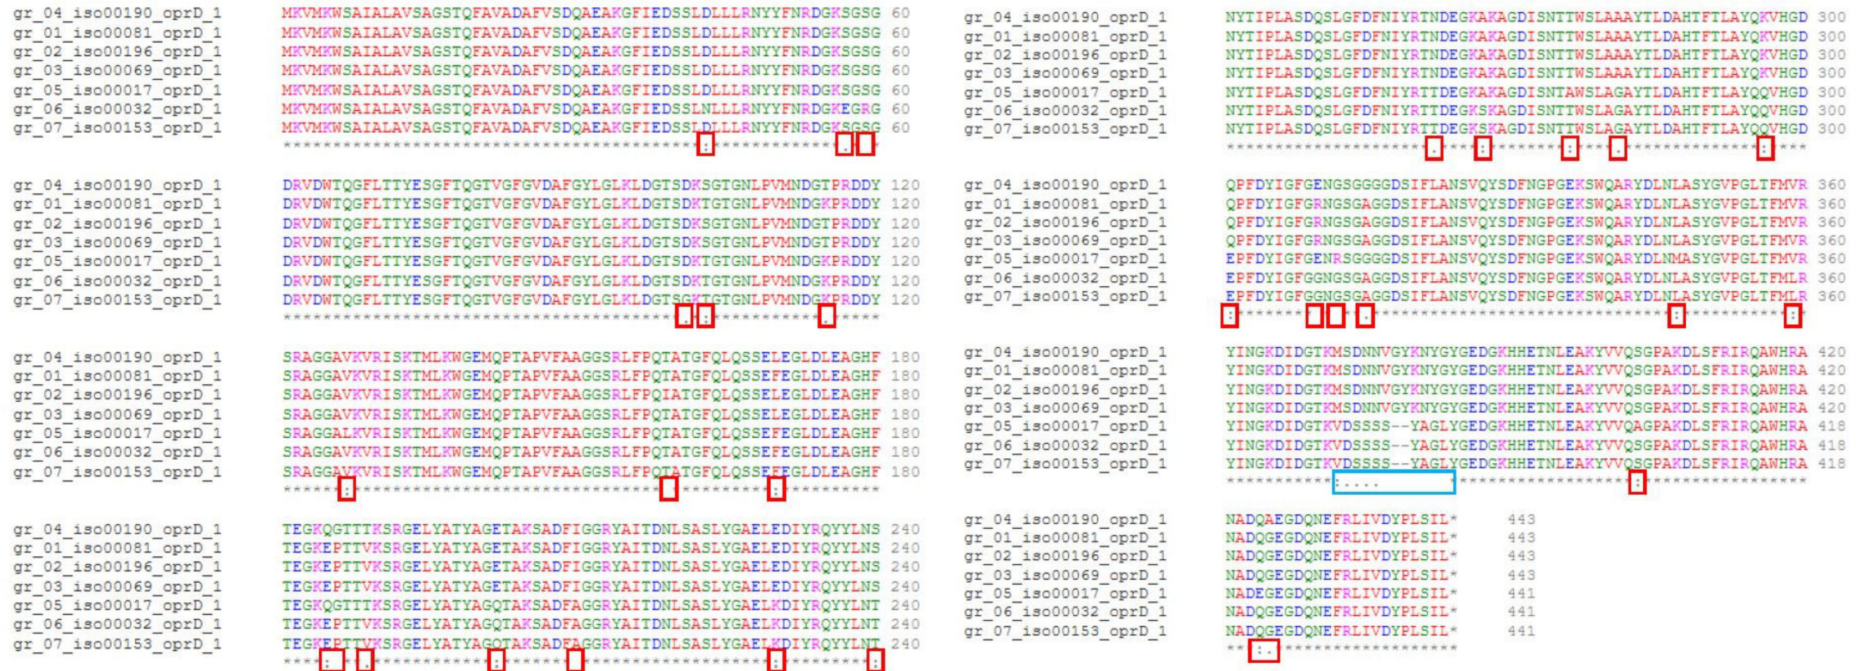 gr_04_iso00190_oprD_1 MKVMKWSAIALAVSAGSTQFAVADAFVSDQAEAKGFIEDSSLDLLLRNYYFNRDGKSGSG 60
gr_01_iso00081_oprD_1 MKVMKWSAIALAVSAGSTQFAVADAFVSDQAEAKGFIEDSSLDLLLRNYYFNRDGKSGSG 60
gr_02_iso00196_oprD_1 MKVMKWSAIALAVSAGSTQFAVADAFVSDQAEAKGFIEDSSLDLLLRNYYFNRDGKSGSG 60
gr_03_iso00069_oprD_1 MKVMKWSAIALAVSAGSTQFAVADAFVSDQAEAKGFIEDSSLDLLLRNYYFNRDGKSGSG 60
gr_05_iso00017_oprD_1 MKVMKWSAIALAVSAGSTQFAVADAFVSDQAEAKGFIEDSSLDLLLRNYYFNRDGKSGSG 60
gr_06_iso00032_oprD_1 MKVMKWSAIALAVSAGSTQFAVADAFVSDQAEAKGFIEDSSLNLLLRNYYFNRDGKEGRG 60
gr_07_iso00153_oprD_1 MKVMKWSAIALAVSAGSTQFAVADAFVSDQAEAKGFIEDSSLDLLLRNYYFNRDGKSGSG 60
******************************************:*************.* *
gr_04_iso00190_oprD_1 DRVDWTQGFLTTYESGFTQGTVGFGVDAFGYLGLKLDGTSDKSGTGNLPVMNDGTPRDDY 120
gr_01_iso00081_oprD_1 DRVDWTQGFLTTYESGFTQGTVGFGVDAFGYLGLKLDGTSDKTGTGNLPVMNDGKPRDDY 120
gr_02_iso00196_oprD_1 DRVDWTQGFLTTYESGFTQGTVGFGVDAFGYLGLKLDGTSDKSGTGNLPVMNDGTPRDDY 120
gr_03_iso00069_oprD_1 DRVDWTQGFLTTYESGFTQGTVGFGVDAFGYLGLKLDGTSDKSGTGNLPVMNDGTPRDDY 120
gr_05_iso00017_oprD_1 DRVDWTQGFLTTYESGFTQGTVGFGVDAFGYLGLKLDGTSDKTGTGNLPVMNDGKPRDDY 120
gr_06_iso00032_oprD_1 DRVDWTQGFLTTYESGFTQGTVGFGVDAFGYLGLKLDGTSDKTGTGNLPVMNDGKPRDDY 120
gr_07_iso00153_oprD_1 DRVDWTQGFLTTYESGFTQGTVGFGVDAFGYLGLKLDGTSGKTGTGNLPVMNDGKPRDDY 120
****************************************.*:***********.*****
gr_04_iso00190_oprD_1 SRAGGAVKVRISKTMLKWGEMQPTAPVFAAGGSRLFPQTATGFQLQSSELEGLDLEAGHF 180
gr_01_iso00081_oprD_1 SRAGGAVKVRISKTMLKWGEMQPTAPVFAAGGSRLFPQTATGFQLQSSEFEGLDLEAGHF 180
gr_02_iso00196_oprD_1 SRAGGAVKVRISKTMLKWGEMQPTAPVFAAGGSRLFPQIATGFQLQSSELEGLDLEAGHF 180
gr_03_iso00069_oprD_1 SRAGGAVKVRISKTMLKWGEMQPTAPVFAAGGSRLFPQIATGFQLQSSELEGLDLEAGHF 180
gr_05_iso00017_oprD_1 SRAGGALKVRISKTMLKWGEMQPTAPVFAAGGSRLFPQTATGFQLQSSEFEGLDLEAGHF 180
gr_06_iso00032_oprD_1 SRAGGAVKVRISKTMLKWGEMQPTAPVFAAGGSRLFPQTATGFQLQSSEFEGLDLEAGHF 180
gr_07_iso00153_oprD_1 SRAGGAVKVRISKTMLKWGEMQPTAPVFAAGGSRLFPQTATGFQLQSSEFEGLDLEAGHF 180
******:******************************* **********:**********
gr_04_iso00190_oprD_1 TEGKQGTTTKSRGELYATYAGETAKSADFIGGRYAITDNLSASLYGAELEDIYRQYYLNS 240
gr_01_iso00081_oprD_1 TEGKEPTTVKSRGELYATYAGETAKSADFIGGRYAITDNLSASLYGAELEDIYRQYYLNS 240
gr_02_iso00196_oprD_1 TEGKEPTTVKSRGELYATYAGETAKSADFIGGRYAITDNLSASLYGAELEDIYRQYYLNS 240
gr_03_iso00069_oprD_1 TEGKEPTTVKSRGELYATYAGETAKSADFIGGRYAITDNLSASLYGAELEDIYRQYYLNS 240
gr_05_iso00017_oprD_1 TEGKQGTTTKSRGELYATYAGQTAKSADFAGGRYAITDNLSASLYGAELKDIYRQYYLNT 240
gr_06_iso00032_oprD_1 TEGKEPTTVKSRGELYATYAGQTAKSADFAGGRYAITDNLSASLYGAELKDIYRQYYLNT 240
gr_07_iso00153_oprD_1 TEGKEPTTVKSRGELYATYAGQTAKSADFAGGRYAITDNLSASLYGAELKDIYRQYYLNT 240
****: ** ************:******* *******************:*********:
gr_04_iso00190_oprD_1 NYTIPLASDQSLGFDFNIYRTNDEGKAKAGDISNTTWSLAAAYTLDAHTFTLAYQKVHGD 300
gr_01_iso00081_oprD_1 NYTIPLASDQSLGFDFNIYRTNDEGKAKAGDISNTTWSLAAAYTLDAHTFTLAYQKVHGD 300
gr_02_iso00196_oprD_1 NYTIPLASDQSLGFDFNIYRTNDEGKAKAGDISNTTWSLAAAYTLDAHTFTLAYQKVHGD 300
gr_03_iso00069_oprD_1 NYTIPLASDQSLGFDFNIYRTNDEGKAKAGDISNTTWSLAAAYTLDAHTFTLAYQKVHGD 300
gr_05_iso00017_oprD_1 NYTIPLASDQSLGFDFNIYRTTDEGKAKAGDISNTAWSLAGAYTLDAHTFTLAYQQVHGD 300
gr_06_iso00032_oprD_1 NYTIPLASDQSLGFDFNIYRTTDEGKSKAGDISNTTWSLAGAYTLDAHTFTLAYQQVHGD 300
gr_07_iso00153_oprD_1 NYTIPLASDQSLGFDFNIYRTTDEGKSKAGDISNTTWSLAGAYTLDAHTFTLAYQQVHGD 300
*********************.****:********:****.**************:****
gr_04_iso00190_oprD_1 QPFDYIGFGENGSGGGGDSIFLANSVQYSDFNGPGEKSWQARYDLNLASYGVPGLTFMVR 360
gr_01_iso00081_oprD_1 QPFDYIGFGRNGSGAGGDSIFLANSVQYSDFNGPGEKSWQARYDLNLASYGVPGLTFMVR 360
gr_02_iso00196_oprD_1 QPFDYIGFGRNGSGAGGDSIFLANSVQYSDFNGPGEKSWQARYDLNLASYGVPGLTFMVR 360
gr_03_iso00069_oprD_1 QPFDYIGFGRNGSGAGGDSIFLANSVQYSDFNGPGEKSWQARYDLNLASYGVPGLTFMVR 360
gr_05_iso00017_oprD_1 EPFDYIGFGENRSGGGGDSIFLANSVQYSDFNGPGEKSWQARYDLNMASYGVPGLTFMVR 360
gr_06_iso00032_oprD_1 EPFDYIGFGGNGSGAGGDSIFLANSVQYSDFNGPGEKSWQARYDLNLASYGVPGLTFMLR 360
gr_07_iso00153_oprD_1 EPFDYIGFGGNGSGAGGDSIFLANSVQYSDFNGPGEKSWQARYDLNLASYGVPGLTFMLR 360
:********.* **.*******************************:***********:*
gr_04_iso00190_oprD_1 YINGKDIDGTKMSDNNVGYKNYGYGEDGKHHETNLEAKYVVQSGPAKDLSFRIRQAWHRA 420
gr_01_iso00081_oprD_1 YINGKDIDGTKMSDNNVGYKNYGYGEDGKHHETNLEAKYVVQSGPAKDLSFRIRQAWHRA 420
gr_02_iso00196_oprD_1 YINGKDIDGTKMSDNNVGYKNYGYGEDGKHHETNLEAKYVVQSGPAKDLSFRIRQAWHRA 420
gr_03_iso00069_oprD_1 YINGKDIDGTKMSDNNVGYKNYGYGEDGKHHETNLEAKYVVQSGPAKDLSFRIRQAWHRA 420
gr_05_iso00017_oprD_1 YINGKDIDGTKVDSSSS--YAGLYGEDGKHHETNLEAKYVVQAGPAKDLSFRIRQAWHRA 418
gr_06_iso00032_oprD_1 YINGKDIDGTKVDSSSS--YAGLYGEDGKHHETNLEAKYVVQSGPAKDLSFRIRQAWHRA 418
gr_07_iso00153_oprD_1 YINGKDIDGTKVDSSSS--YAGLYGEDGKHHETNLEAKYVVQSGPAKDLSFRIRQAWHRA 418
***********:.... *******************:*****************
gr_04_iso00190_oprD_1 NADQAEGDQNEFRLIVDYPLSIL* 443
gr_01_iso00081_oprD_1 NADQGEGDQNEFRLIVDYPLSIL* 443
gr_02_iso00196_oprD_1 NADQGEGDQNEFRLIVDYPLSIL* 443
gr_03_iso00069_oprD_1 NADQGEGDQNEFRLIVDYPLSIL* 443
gr_05_iso00017_oprD_1 NADEGEGDQNEFRLIVDYPLSIL* 441
gr_06_iso00032_oprD_1 NADQGEGDQNEFRLIVDYPLSIL* 441
gr_07_iso00153_oprD_1 NADQGEGDQNEFRLIVDYPLSIL* 441
***:.*******************